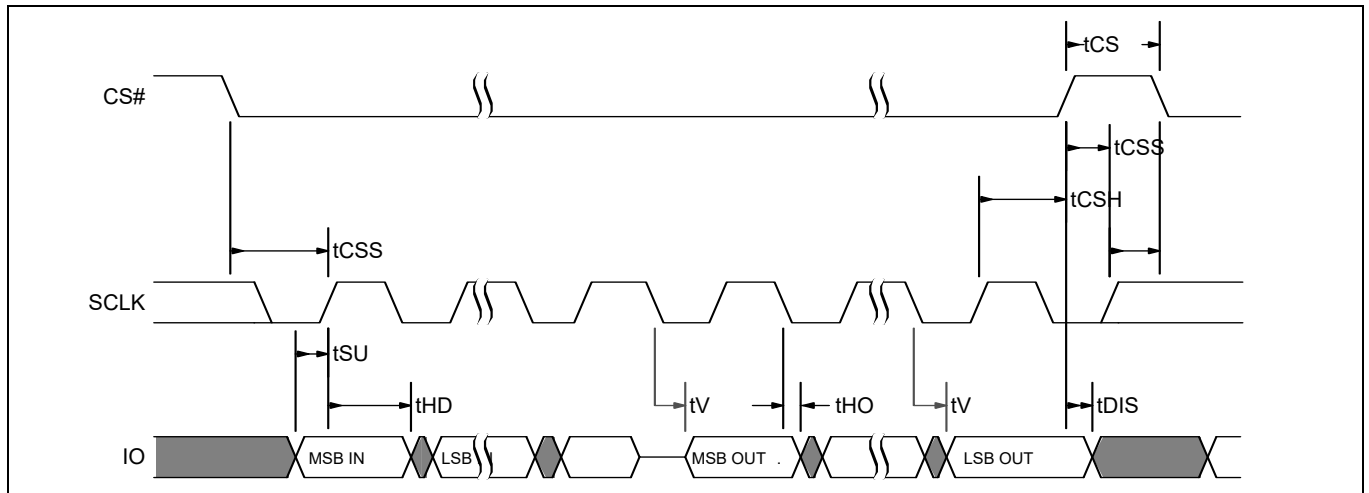 tCS
CS#
tCSS
tCSH
tCSS
SCLK
tSU
tHD
tV
tHO
tV
tDIS
IO
MSB IN
LSB
MSB OUT .
LSB OUT